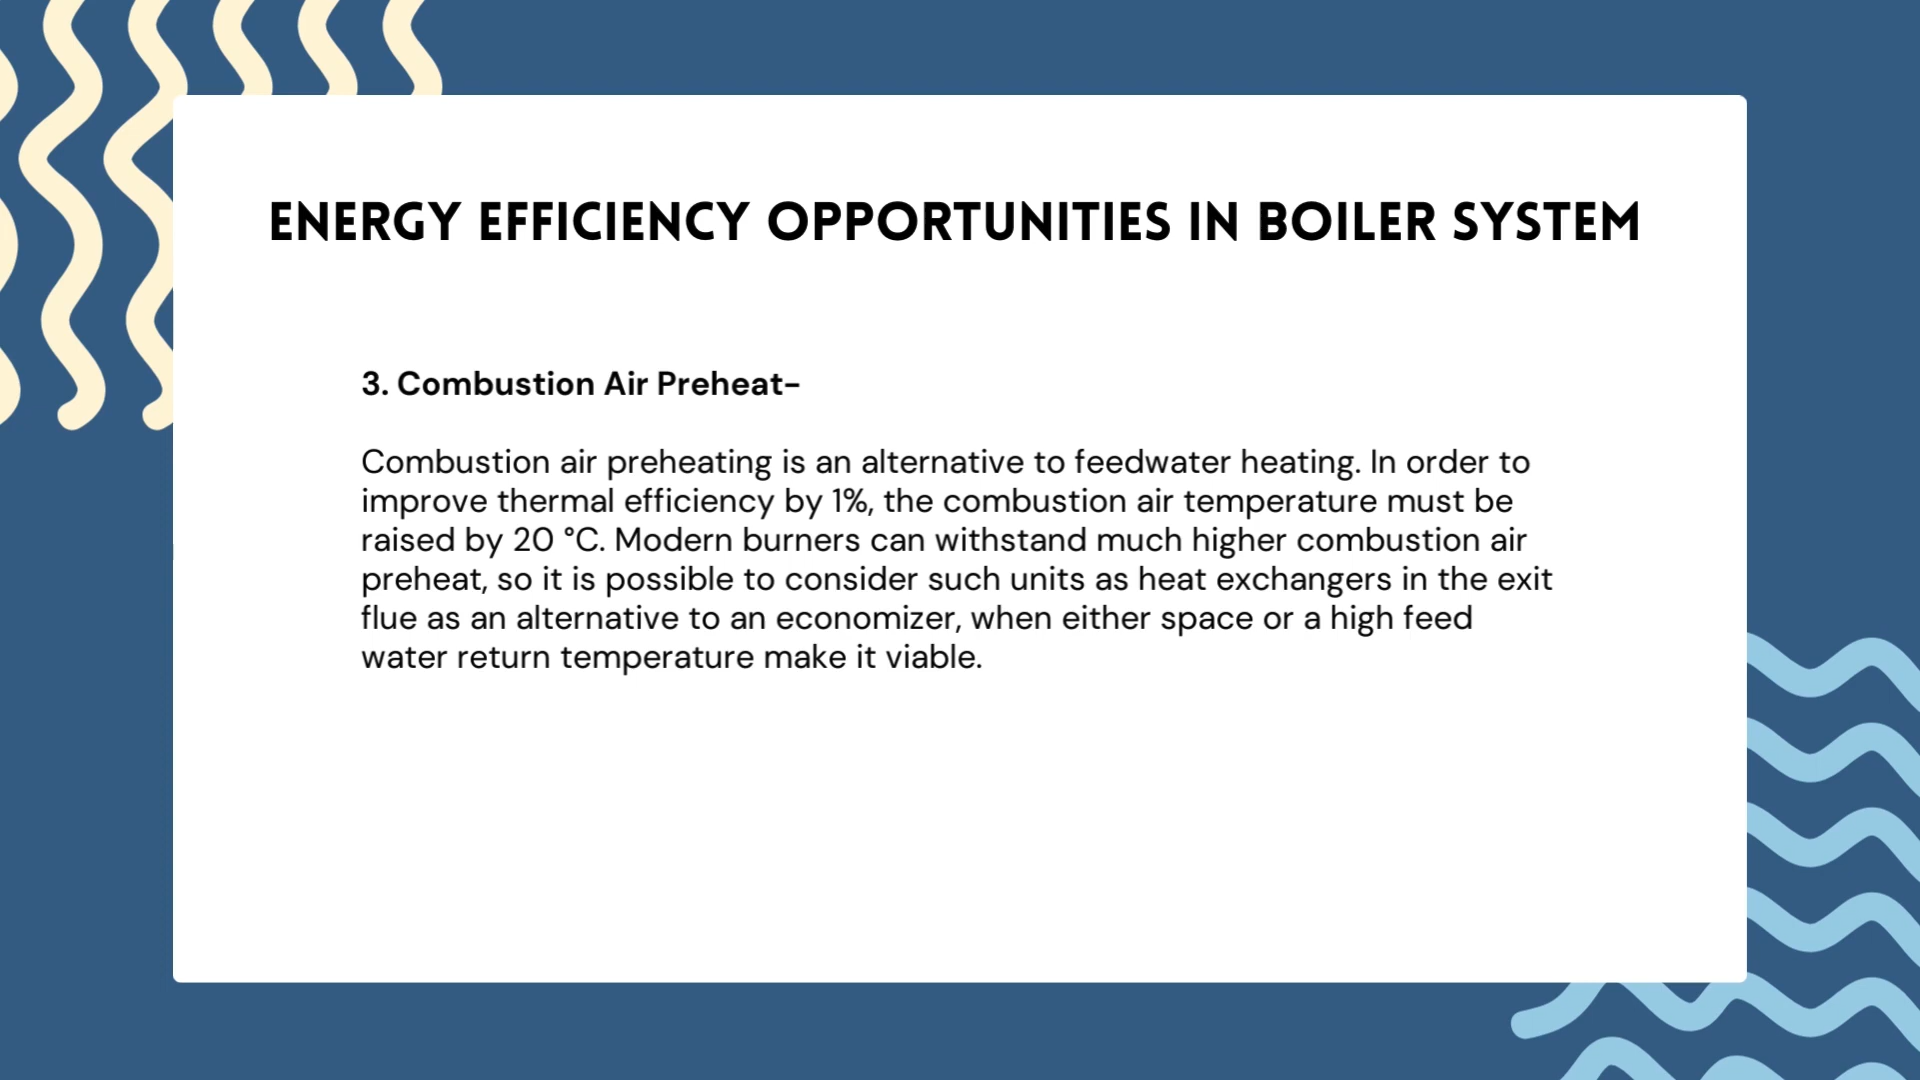 ENERGY EFFICIENCY OPPORTUNITIES IN BOILER SYSTEM
3. Combustion Air Preheat-
Combustion air preheating is an alternative to feedwater heating. In order to
improve thermal efficiency by 1%, the combustion air temperature must be
raised by 20 °C. Modern burners can withstand much higher combustion air
preheat, so it is possible to consider such units as heat exchangers in the exit
flue as an alternative to an economizer, when either space or a high feed
water return temperature make it viable.